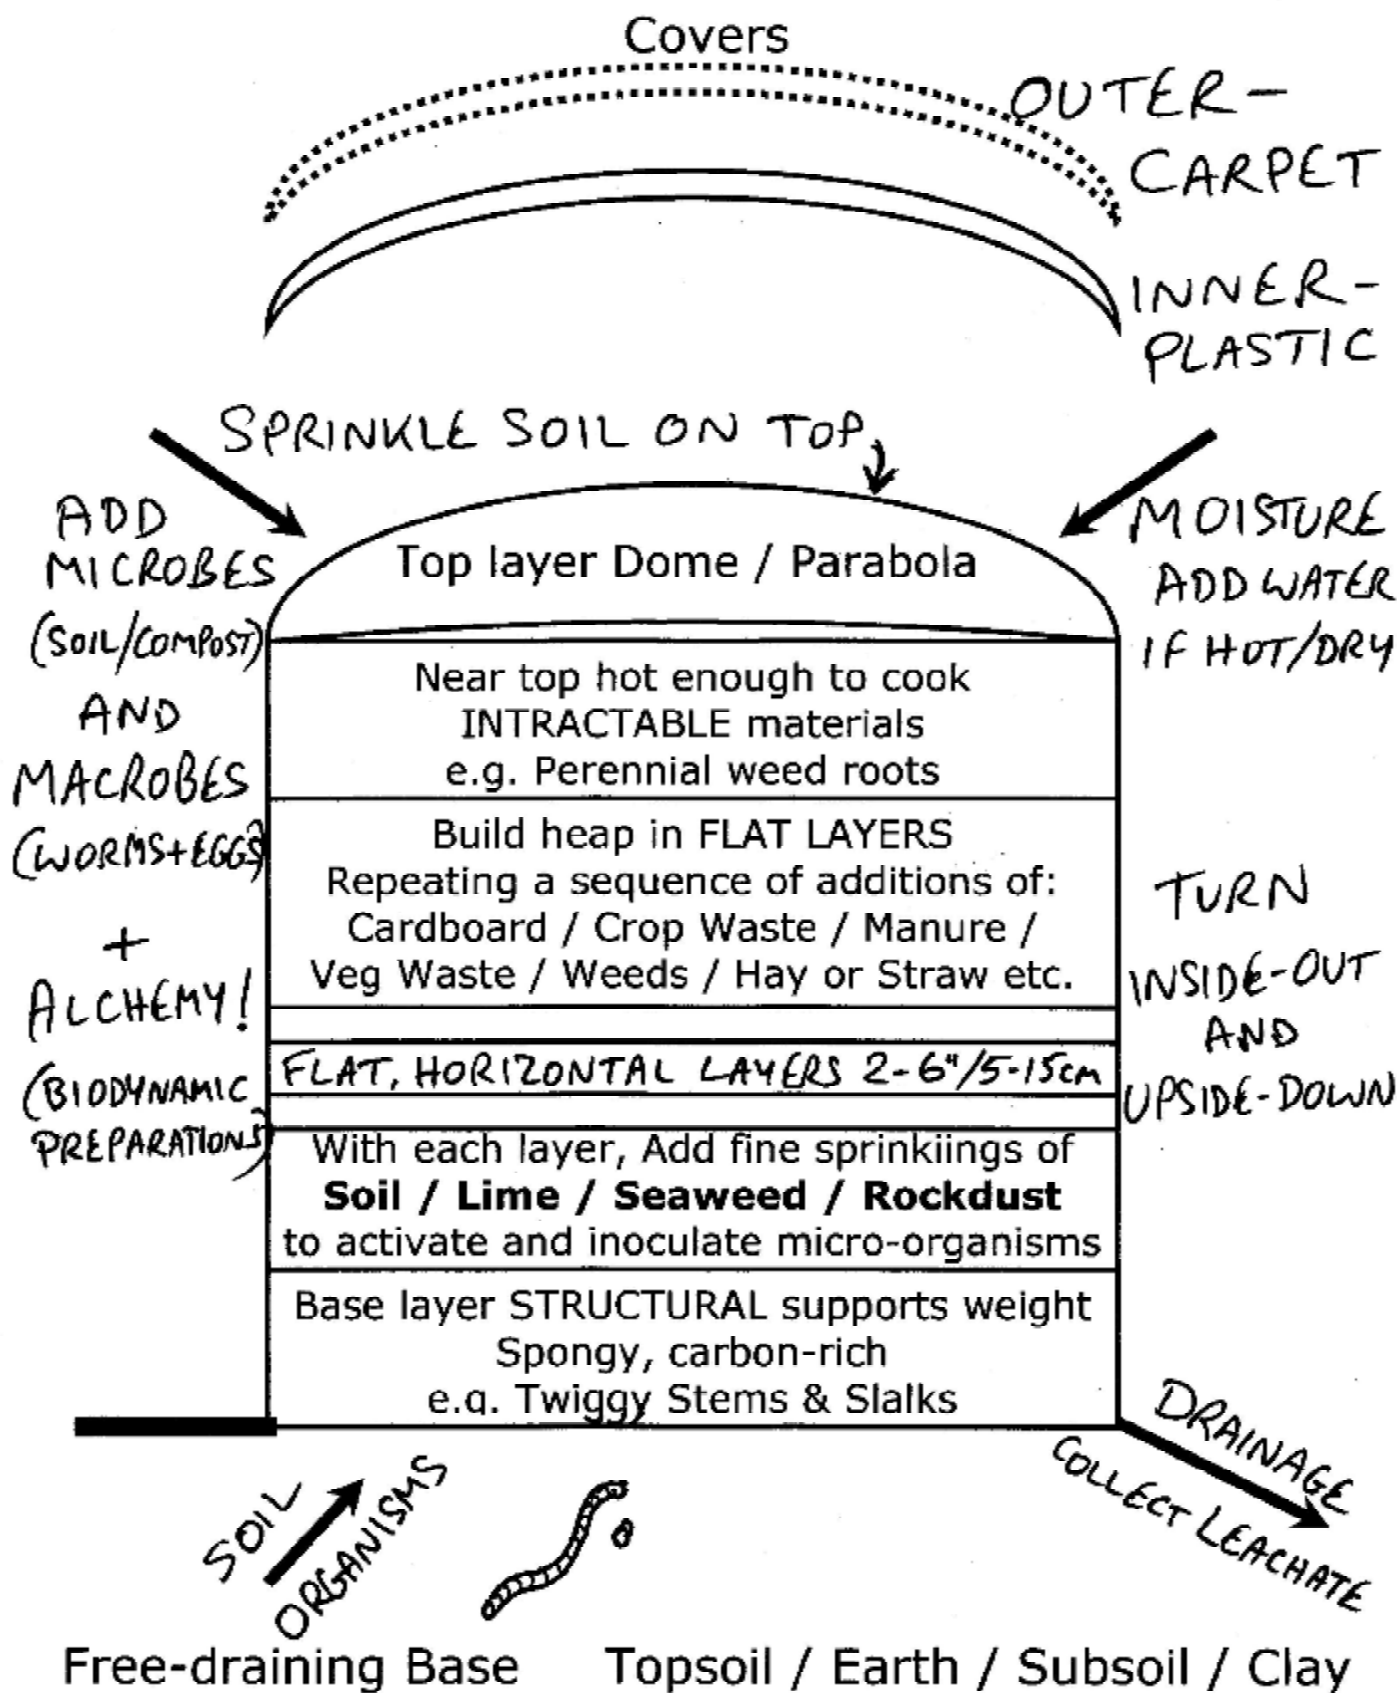 Covers
OUTER-
CARPET
INNER-
PLASTIC
SPRINKLE SOIL ON TOP
ADD
MICROBES
(SOIL/COMPOST)
AND
MACROBES
(WORMS+EGGS)
+
ALCHEMY!
(BIODYNAMIC
PREPARATIONS)
MOISTURE
ADD WATER
IF HOT/DRY
TURN
INSIDE-OUT
AND
UPSIDE-DOWN
Top layer Dome / Parabola
Near top hot enough to cook
INTRACTABLE materials
e.g. Perennial weed roots
Build heap in FLAT LAYERS
Repeating a sequence of additions of:
Cardboard / Crop Waste / Manure /
Veg Waste / Weeds / Hay or Straw etc.
FLAT, HORIZONTAL LAYERS 2-6"/5-15cm
With each layer, Add fine sprinkiings of
Soil / Lime / Seaweed / Rockdust
to activate and inoculate micro-organisms
Base layer STRUCTURAL supports weight
Spongy, carbon-rich
e.g. Twiggy Stems & Slalks
SOIL
ORGANISMS
DRAINAGE
COLLECT LEACHATE
Free-draining Base
Topsoil / Earth / Subsoil / Clay